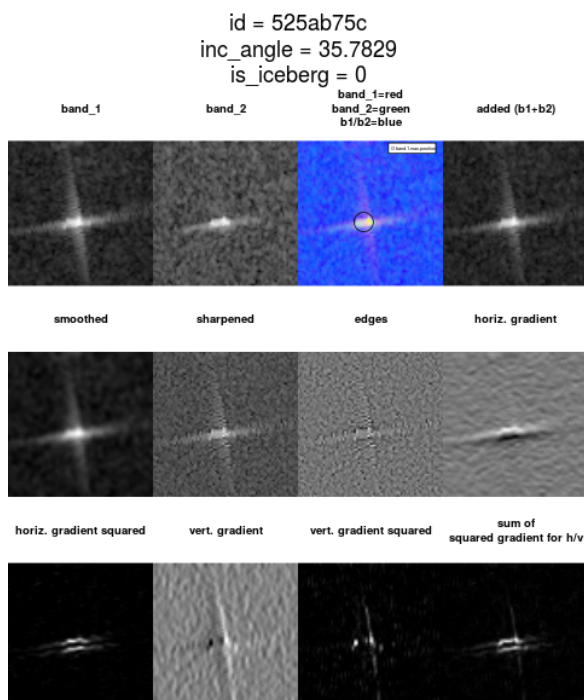 id = 525ab75c
inc_angle = 35.7829
is_iceberg = 0
band_1
band_2
band_1=red
band_2=green
b1/b2=blue
added (b1+b2)
smoothed
sharpened
edges
horiz. gradient
horiz. gradient squared
vert. gradient
vert. gradient squared
sum of
squared gradient for h/v